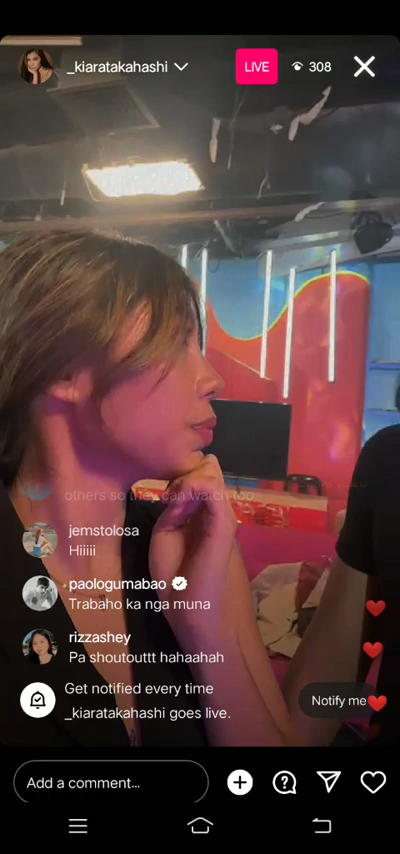 _kiaratakahashi
LIVE
308
others so they can watch too.
jemstolosa
Hiiiii
paologumabao
Trabaho ka nga muna
rizzashey
Pa shoutouttt hahaahah
Get notified every time
_kiaratakahashi goes live.
Notify me
Add a comment...